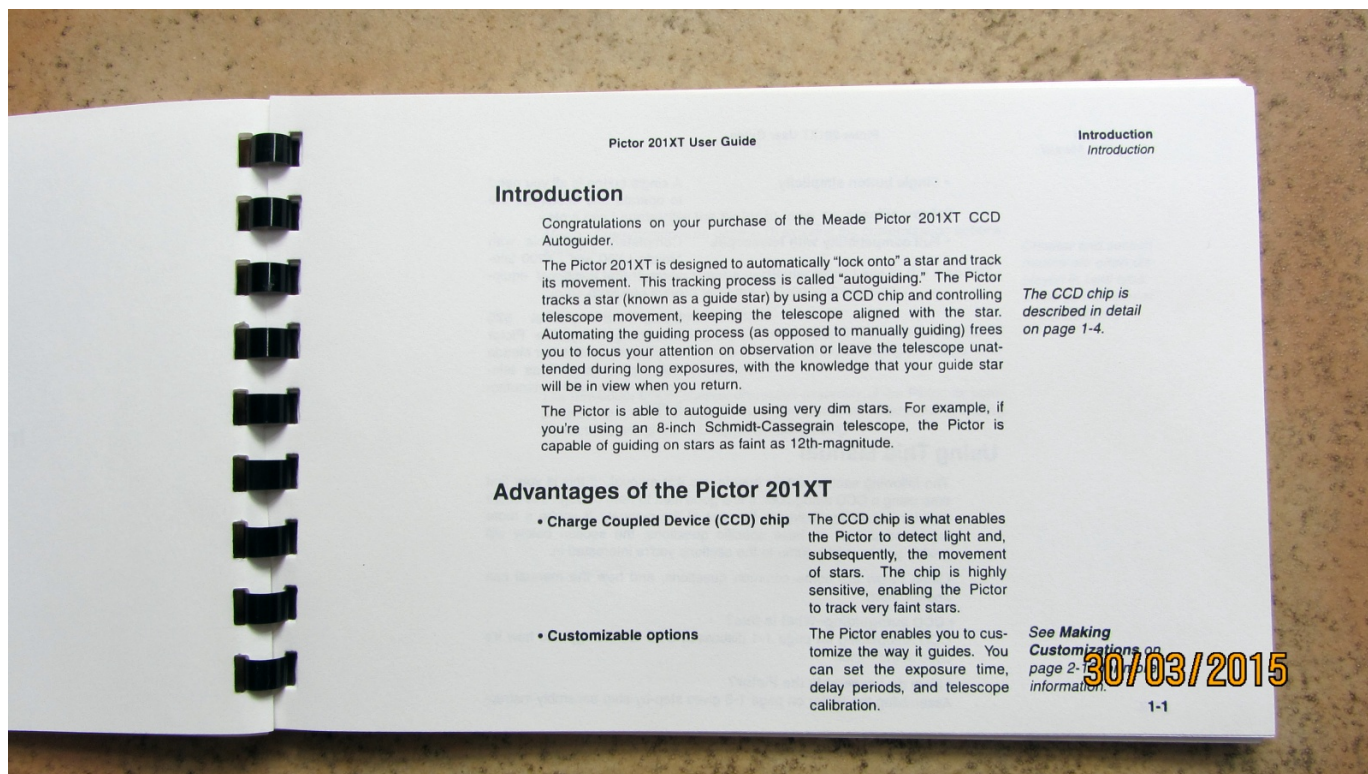 Pictor 201XT User Guide
Introduction
Introduction
Introduction
Congratulations on your purchase of the Meade Pictor 201XT CCD
Autoguider.
The Pictor 201XT is designed to automatically “lock onto” a star and track
its movement. This tracking process is called “autoguiding.” The Pictor
tracks a star (known as a guide star) by using a CCD chip and controlling
telescope movement, keeping the telescope aligned with the star.
Automating the guiding process (as opposed to manually guiding) frees
you to focus your attention on observation or leave the telescope unat-
tended during long exposures, with the knowledge that your guide star
will be in view when you return.
The CCD chip is
described in detail
on page 1-4.
The Pictor is able to autoguide using very dim stars. For example, if
you're using an 8-inch Schmidt-Cassegrain telescope, the Pictor is
capable of guiding on stars as faint as 12th-magnitude.
Advantages of the Pictor 201XT
• Charge Coupled Device (CCD) chip
The CCD chip is what enables
the Pictor to detect light and,
subsequently, the movement
of stars. The chip is highly
sensitive, enabling the Pictor
to track very faint stars.
• Customizable options
The Pictor enables you to cus-
tomize the way it guides. You
can set the exposure time,
delay periods, and telescope
calibration.
See Making
Customizations on
page
information.
30/03/2015
1-1